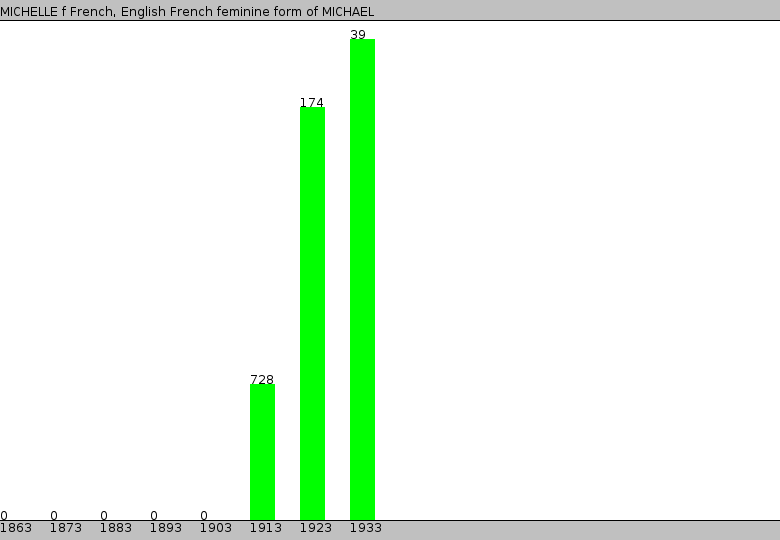 MICHELLE f French, English French feminine form of MICHAEL
39
174
728
0 0 0 0 0
1863 1873 1883 1893 1903 1913 1923 1933